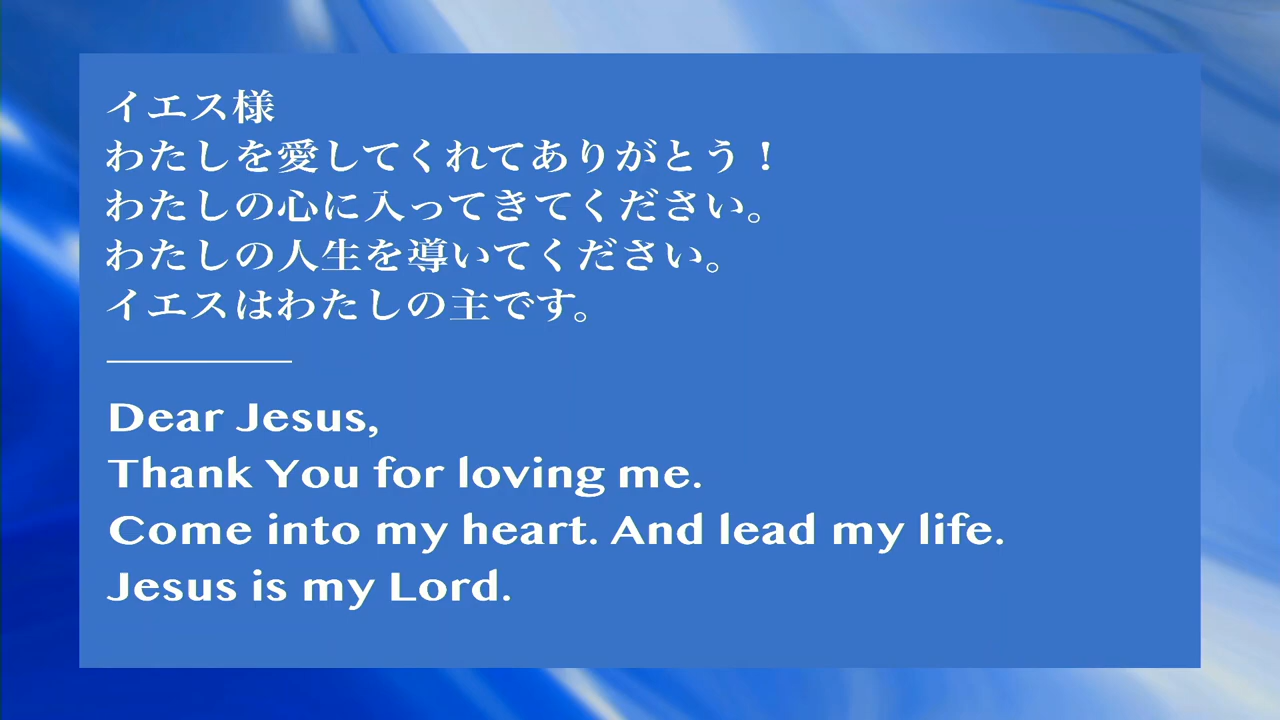 イエス様
わたしを愛してくれてありがとう！
わたしの心に入ってきてください。
わたしの人生を導いてください。
イエスはわたしの主です。
Dear Jesus,
Thank You for loving me.
Come into my heart. And lead my life.
Jesus is my Lord.